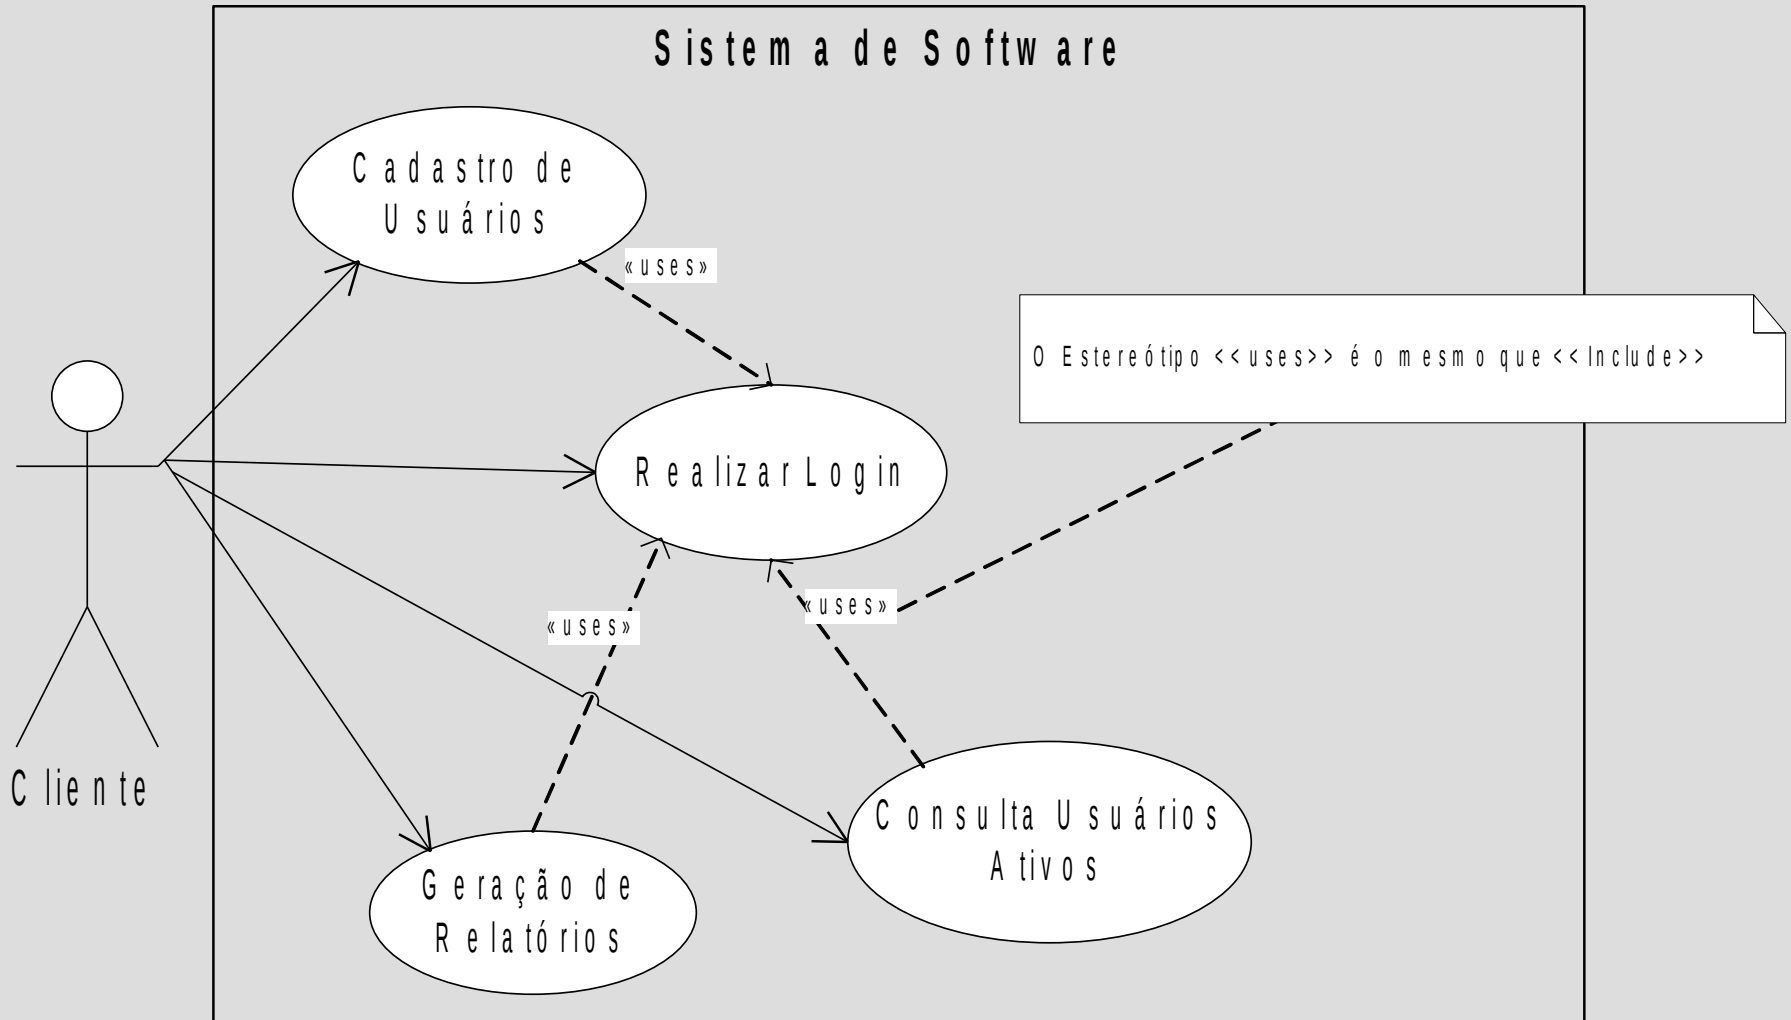 Sistema de Software
Cadastro de
Usuários
«uses»
O Estereótipo <<uses>> é o mesmo que <<Include>>
Realizar Login
«uses»
«uses»
Cliente
Consulta Usuários
Ativos
Geração de
Relatórios